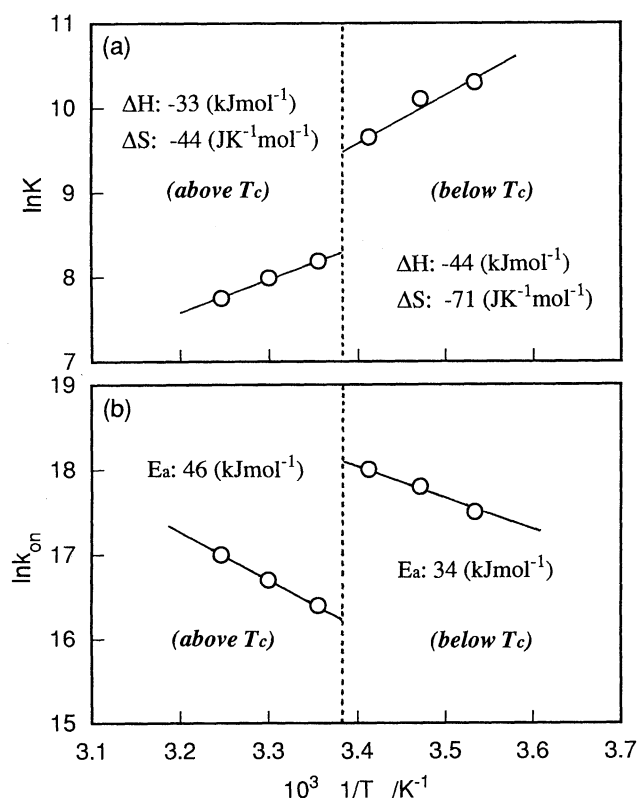 (a)
11
10
9
8
7
lnK
ΔH: -33 (kJmol⁻¹)
ΔS: -44 (JK⁻¹mol⁻¹)
(above Tc)
(below Tc)
ΔH: -44 (kJmol⁻¹)
ΔS: -71 (JK⁻¹mol⁻¹)
(b)
19
18
17
16
15
lnkon
Ea: 46 (kJmol⁻¹)
Ea: 34 (kJmol⁻¹)
(above Tc)
(below Tc)
3.1 3.2 3.3 3.4 3.5 3.6 3.7
10³ 1/T /K⁻¹